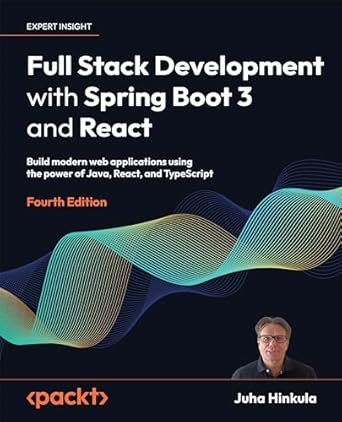 EXPERT INSIGHT
Full Stack Development
with Spring Boot 3
and React
Build modern web applications using
the power of Java, React, and TypeScript
Fourth Edition
<packt>
Juha Hinkula